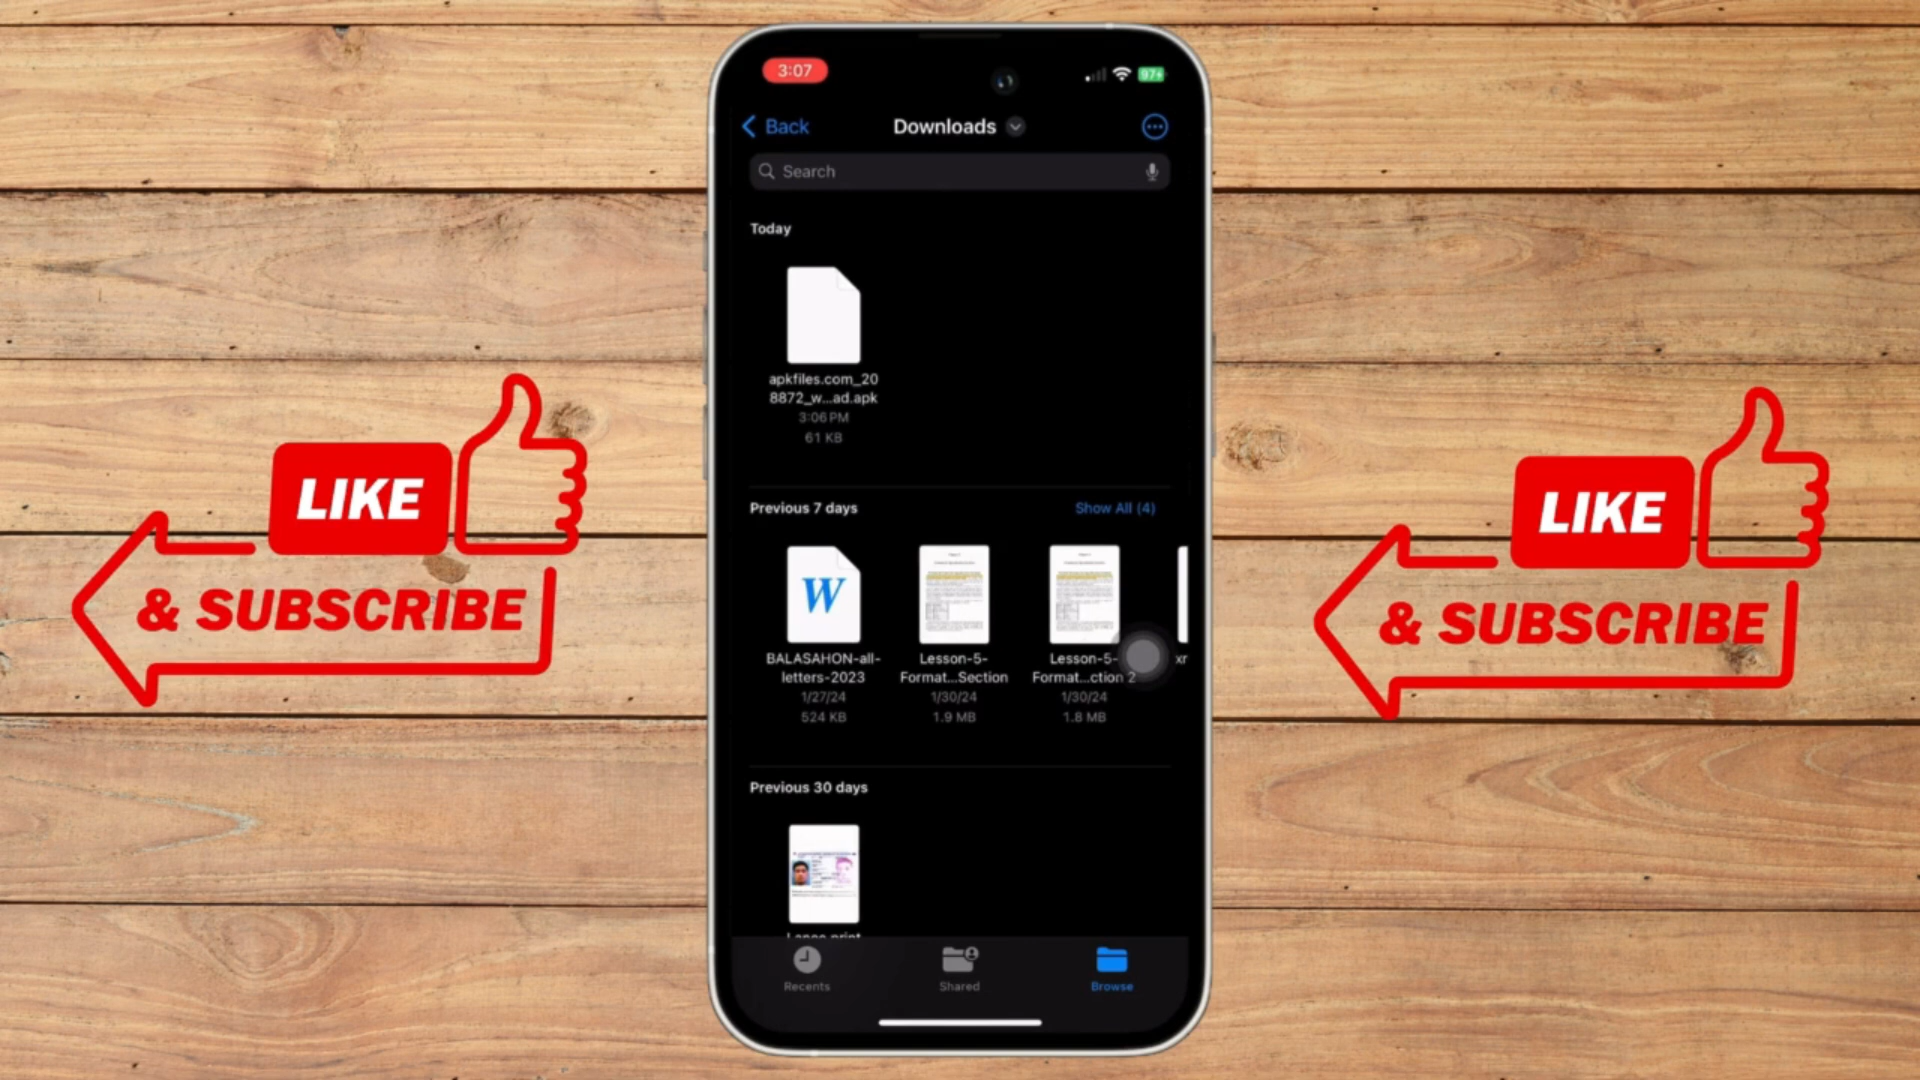 3:07
97
Back
Downloads
Search
Today
apkfiles.com_20
8872_w...ad.apk
3:06 PM
61 KB
Previous 7 days
Show All (4)
W
BALASAHON-all-
letters-2023
1/27/24
524 KB
Lesson-5-
Format...Section
1/30/24
1.9 MB
Lesson-5-
Format...ction 2
1/30/24
1.8 MB
xr
Previous 30 days
Recents
Shared
Browse
LIKE
& SUBSCRIBE
LIKE
& SUBSCRIBE